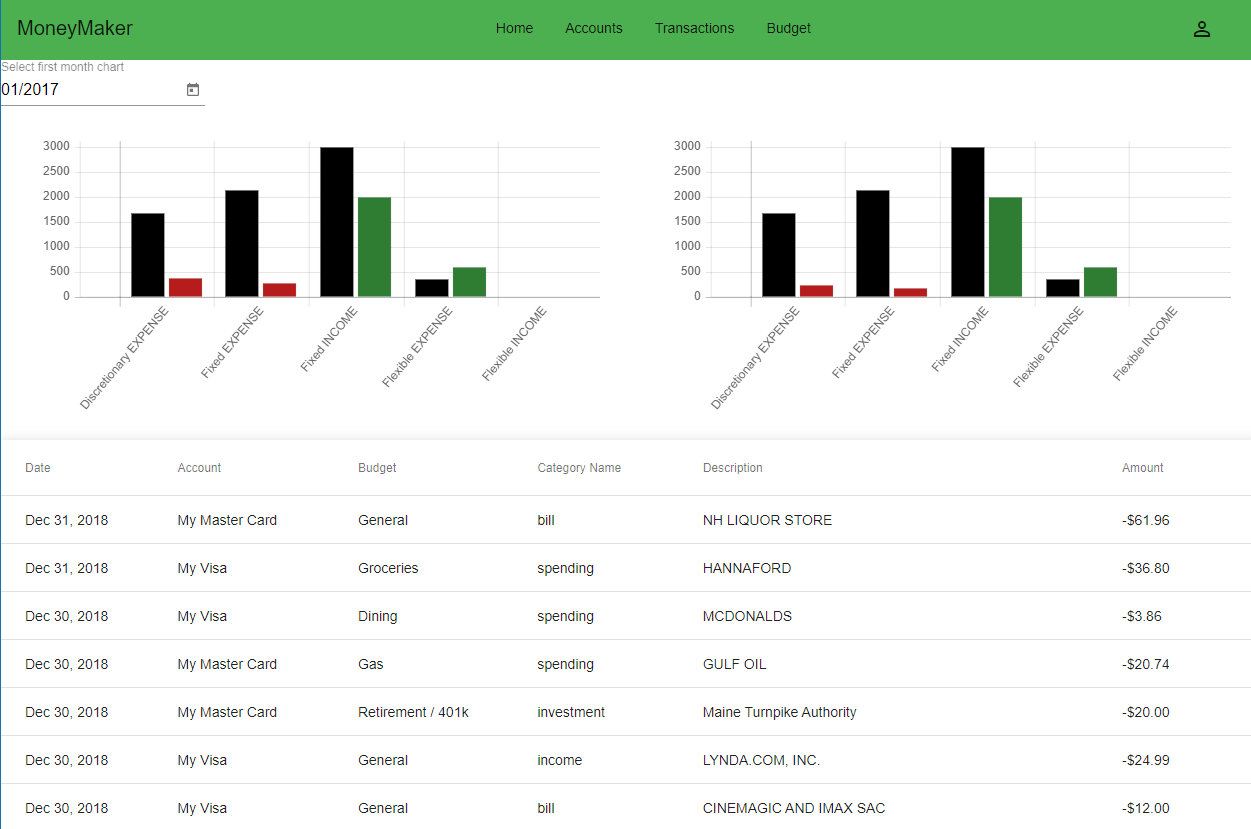 MoneyMaker Home Accounts Transactions Budget
Select first month chart
01/2017
3000
2500
2000
1500
1000
500
0
Discretionary EXPENSE
Fixed EXPENSE
Fixed INCOME
Flexible EXPENSE
Flexible INCOME
3000
2500
2000
1500
1000
500
0
Discretionary EXPENSE
Fixed EXPENSE
Fixed INCOME
Flexible EXPENSE
Flexible INCOME
Date Account Budget Category Name Description Amount
Dec 31, 2018 My Master Card General bill NH LIQUOR STORE -$61.96
Dec 31, 2018 My Visa Groceries spending HANNAFORD -$36.80
Dec 30, 2018 My Visa Dining spending MCDONALDS -$3.86
Dec 30, 2018 My Master Card Gas spending GULF OIL -$20.74
Dec 30, 2018 My Master Card Retirement / 401k investment Maine Turnpike Authority -$20.00
Dec 30, 2018 My Visa General income LYNDA.COM, INC. -$24.99
Dec 30, 2018 My Visa General bill CINEMAGIC AND IMAX SAC -$12.00